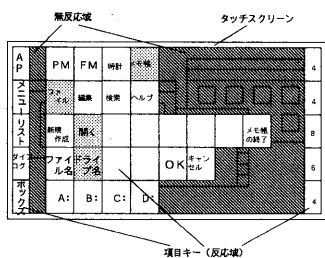 無反応域
タッチスクリーン
AP PM FM 時計 メモ帳 4
メニューリスト ファイル 編集 検索 ヘルプ 4
新規作成 開く メモ帳の終了 8
ダイアログボックス ファイル名 ドライブ名 OK キャンセル 6
A: B: C: D: 4
項目キー(反応域)